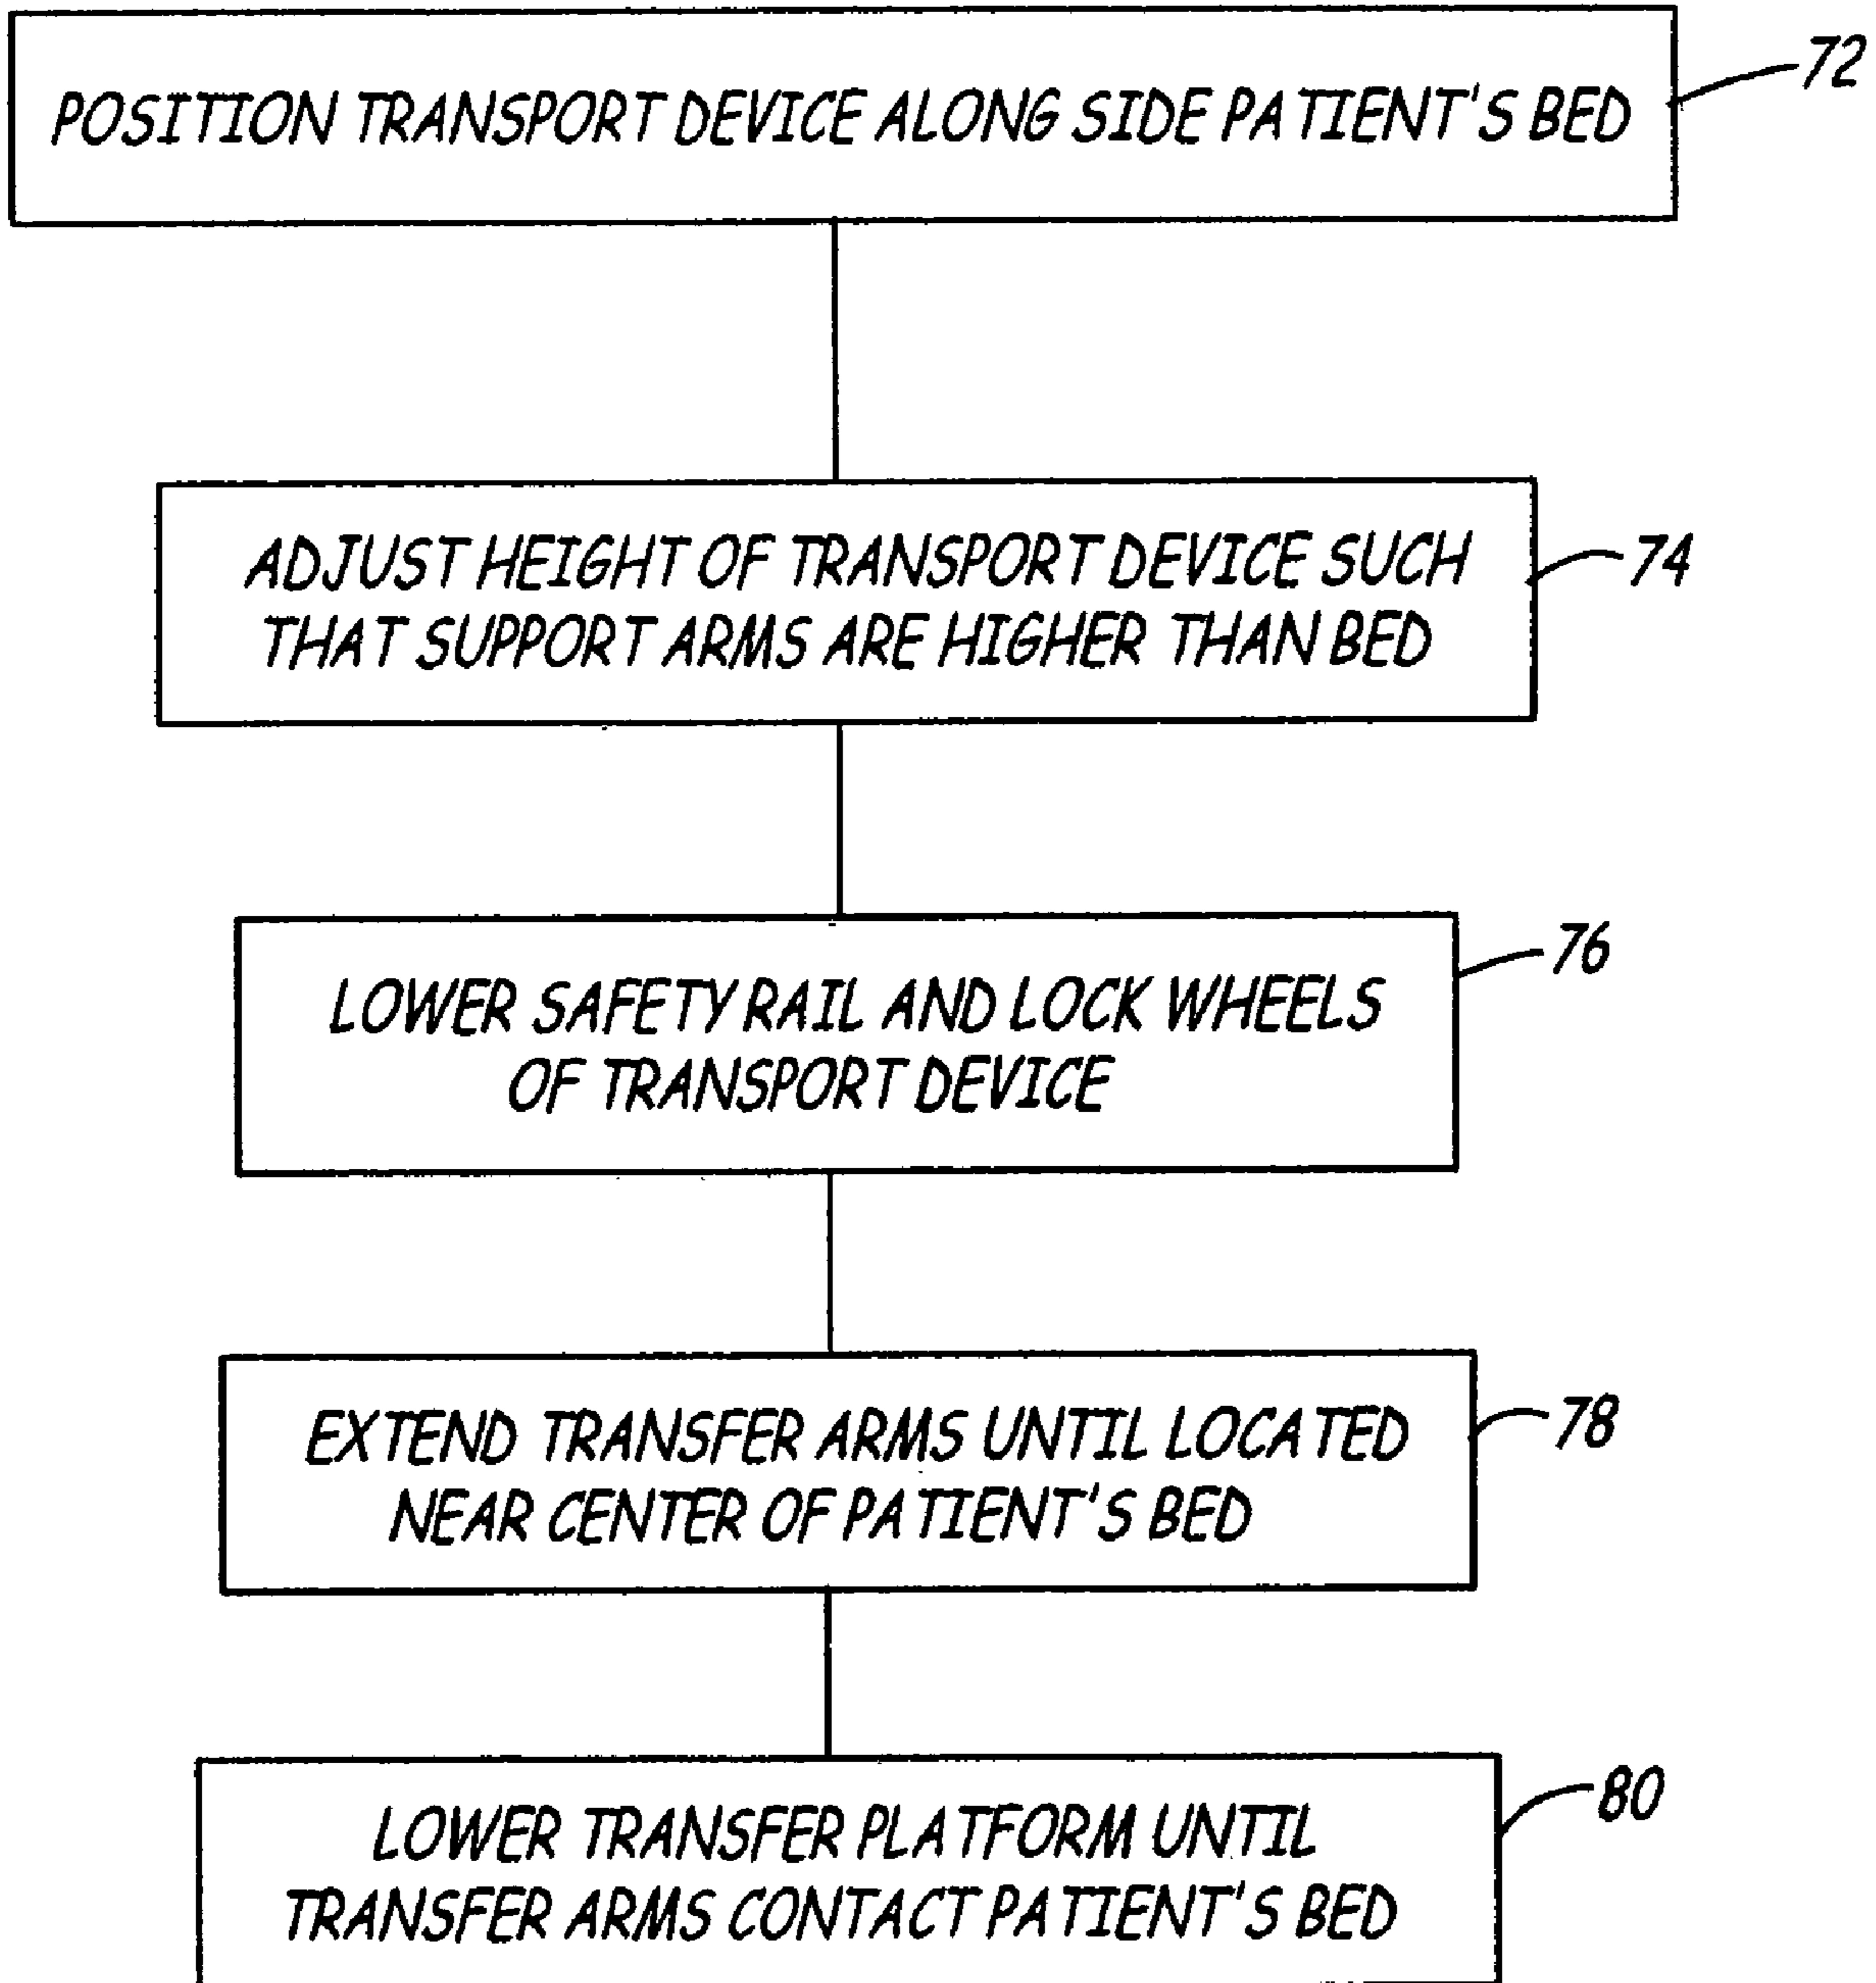 POSITION TRANSPORT DEVICE ALONG SIDE PATIENT'S BED
72
ADJUST HEIGHT OF TRANSPORT DEVICE SUCH
THAT SUPPORT ARMS ARE HIGHER THAN BED
74
LOWER SAFETY RAIL AND LOCK WHEELS
OF TRANSPORT DEVICE
76
EXTEND TRANSFER ARMS UNTIL LOCATED
NEAR CENTER OF PATIENT'S BED
78
LOWER TRANSFER PLATFORM UNTIL
TRANSFER ARMS CONTACT PATIENT'S BED
80